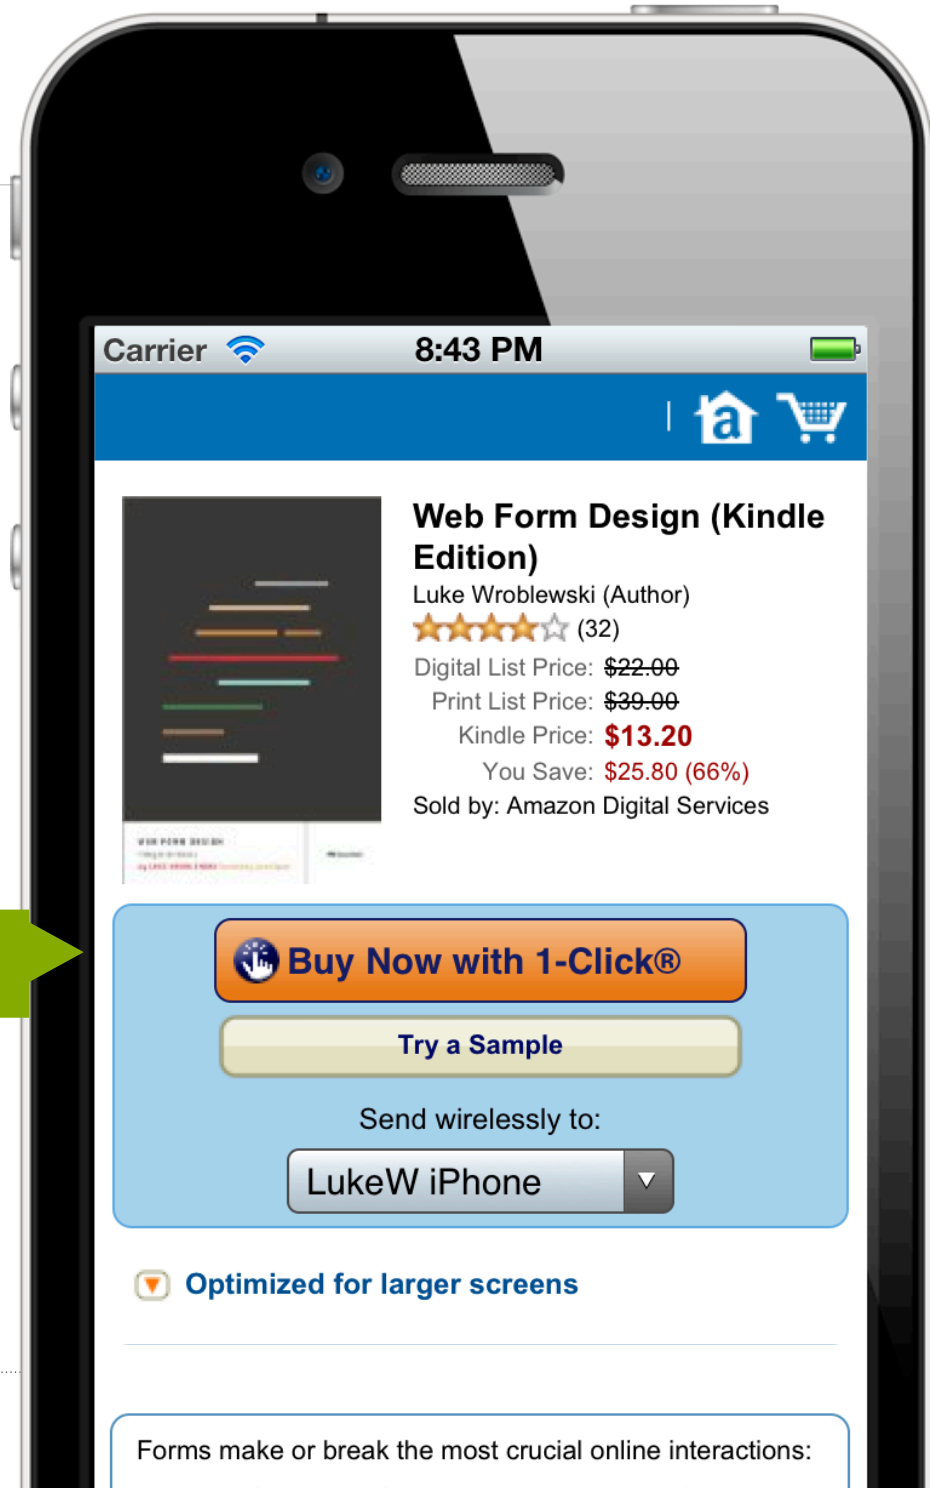 Carrier 8:43 PM
a
Web Form Design (Kindle
Edition)
Luke Wroblewski (Author)
(32)
Digital List Price: $22.00
Print List Price: $39.00
Kindle Price: $13.20
You Save: $25.80 (66%)
Sold by: Amazon Digital Services
WEB FORM DESIGN
Buy Now with 1-Click®
Try a Sample
Send wirelessly to:
LukeW iPhone
Optimized for larger screens
Forms make or break the most crucial online interactions: